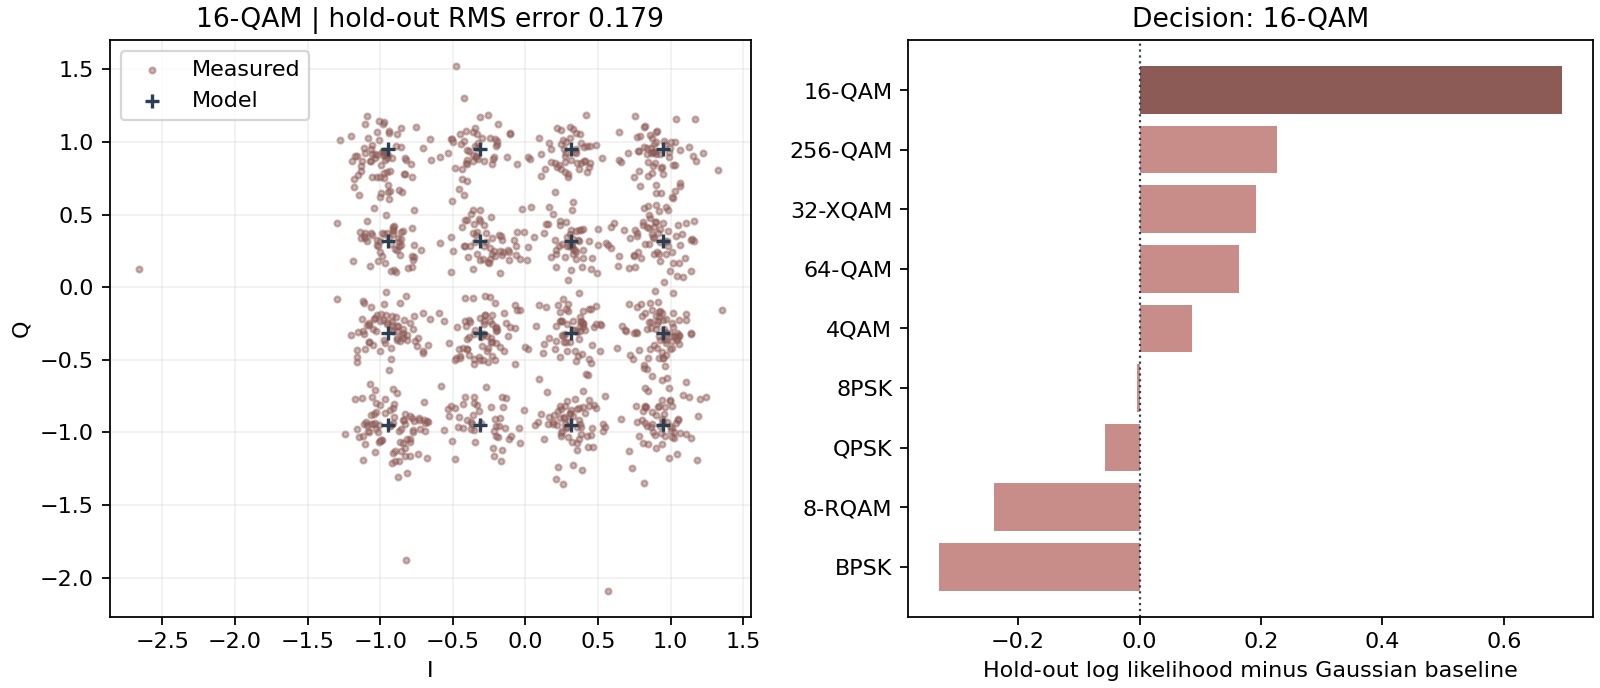 16-QAM | hold-out RMS error 0.179
Measured
Model
1.5
1.0
0.5
0.0
−0.5
−1.0
−1.5
−2.0
Q
−2.5
−2.0
−1.5
−1.0
−0.5
0.0
0.5
1.0
1.5
I
Decision: 16-QAM
16-QAM
256-QAM
32-XQAM
64-QAM
4QAM
8PSK
QPSK
8-RQAM
BPSK
−0.2
0.0
0.2
0.4
0.6
Hold-out log likelihood minus Gaussian baseline